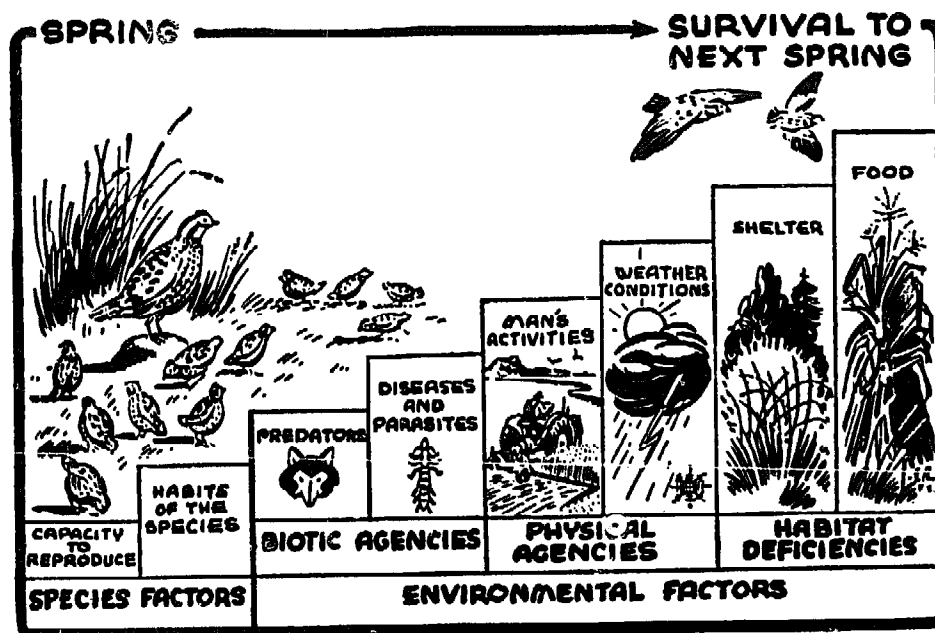 SPRING
SURVIVAL TO
NEXT SPRING
FOOD
SHELTER
WEATHER
CONDITIONS
MAN'S
ACTIVITIES
DISEASES
AND
PARASITES
PREDATORS
HABITS
OF THE
SPECIES
CAPACITY
TO
REPRODUCE
BIOTIC AGENCIES
PHYSICAL
AGENCIES
HABITAT
DEFICIENCIES
SPECIES FACTORS
ENVIRONMENTAL FACTORS